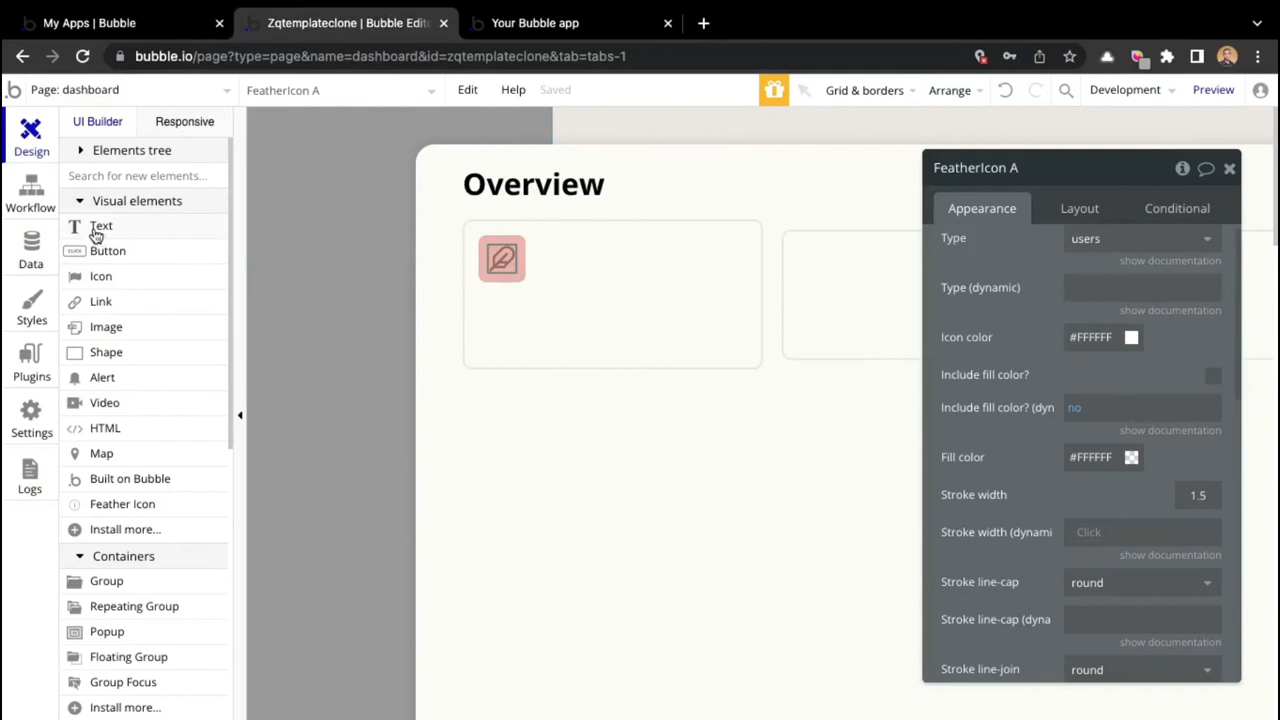 My Apps | Bubble
Zqtemplateclone | Bubble Edito
Your Bubble app
bubble.io/page?type=page&name=dashboard&id=zqtemplateclone&tab=tabs-1
Page: dashboard
FeatherIcon A
Edit
Help
Saved
Grid & borders
Arrange
Development
Preview
Design
Workflow
Data
Styles
Plugins
Settings
Logs
UI Builder
Responsive
Elements tree
Search for new elements...
Visual elements
T Text
CLICK Button
Icon
Link
Image
Shape
Alert
Video
</> HTML
Map
Built on Bubble
Feather Icon
Install more...
Containers
Group
Repeating Group
Popup
Floating Group
Group Focus
Install more...
Overview
FeatherIcon A
Appearance
Layout
Conditional
Type
users
show documentation
Type (dynamic)
show documentation
Icon color
#FFFFFF
Include fill color?
Include fill color? (dyn
no
show documentation
Fill color
#FFFFFF
Stroke width
1.5
Stroke width (dynami
Click
show documentation
Stroke line-cap
round
Stroke line-cap (dyna
show documentation
Stroke line-join
round